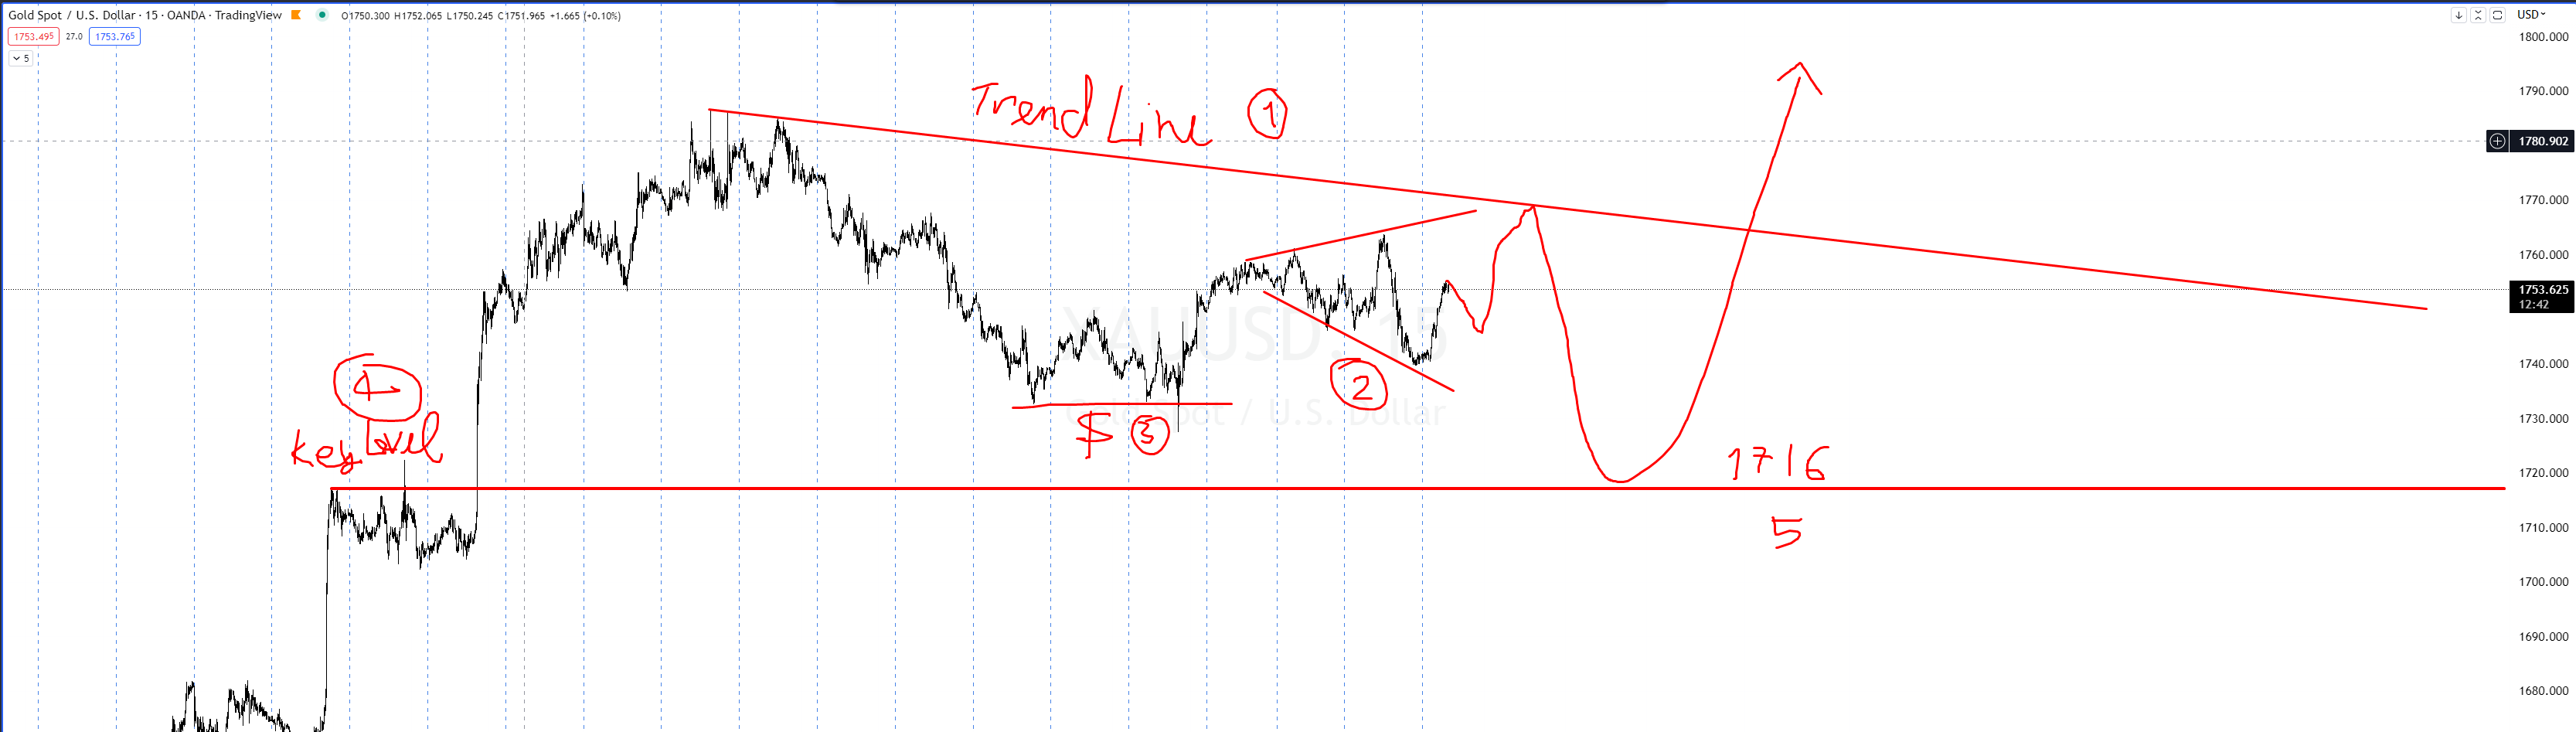 Gold Spot / U.S. Dollar · 15 · OANDA · TradingView O1750.300 H1752.065 L1750.245 C1751.965 +1.665 (+0.10%)
1753.495 27.0 1753.765
5
USD
1800.000
1790.000
1780.902
1770.000
1760.000
1753.625
12:42
1740.000
1730.000
1720.000
1710.000
1700.000
1690.000
1680.000
Trend Line 1
XAUUSD, 15
Gold Spot / U.S. Dollar
2
$ 3
4
key Level
1716
5